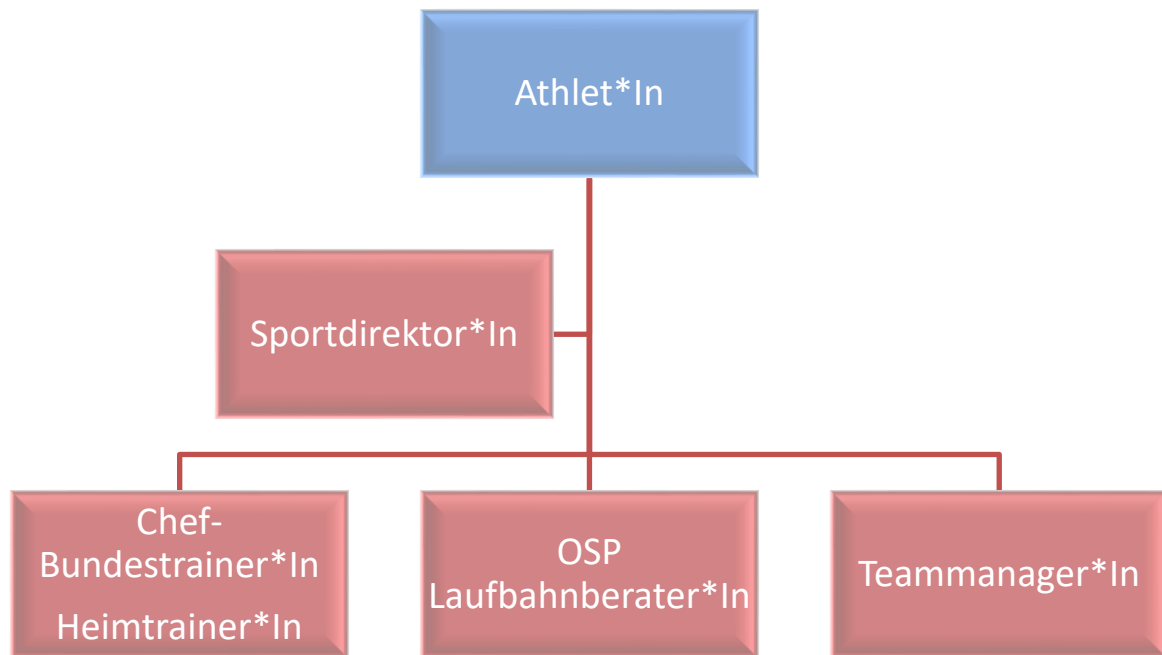 Athlet*In
Sportdirektor*In
Chef-
Bundestrainer*In
Heimtrainer*In
OSP
Laufbahnberater*In
Teammanager*In